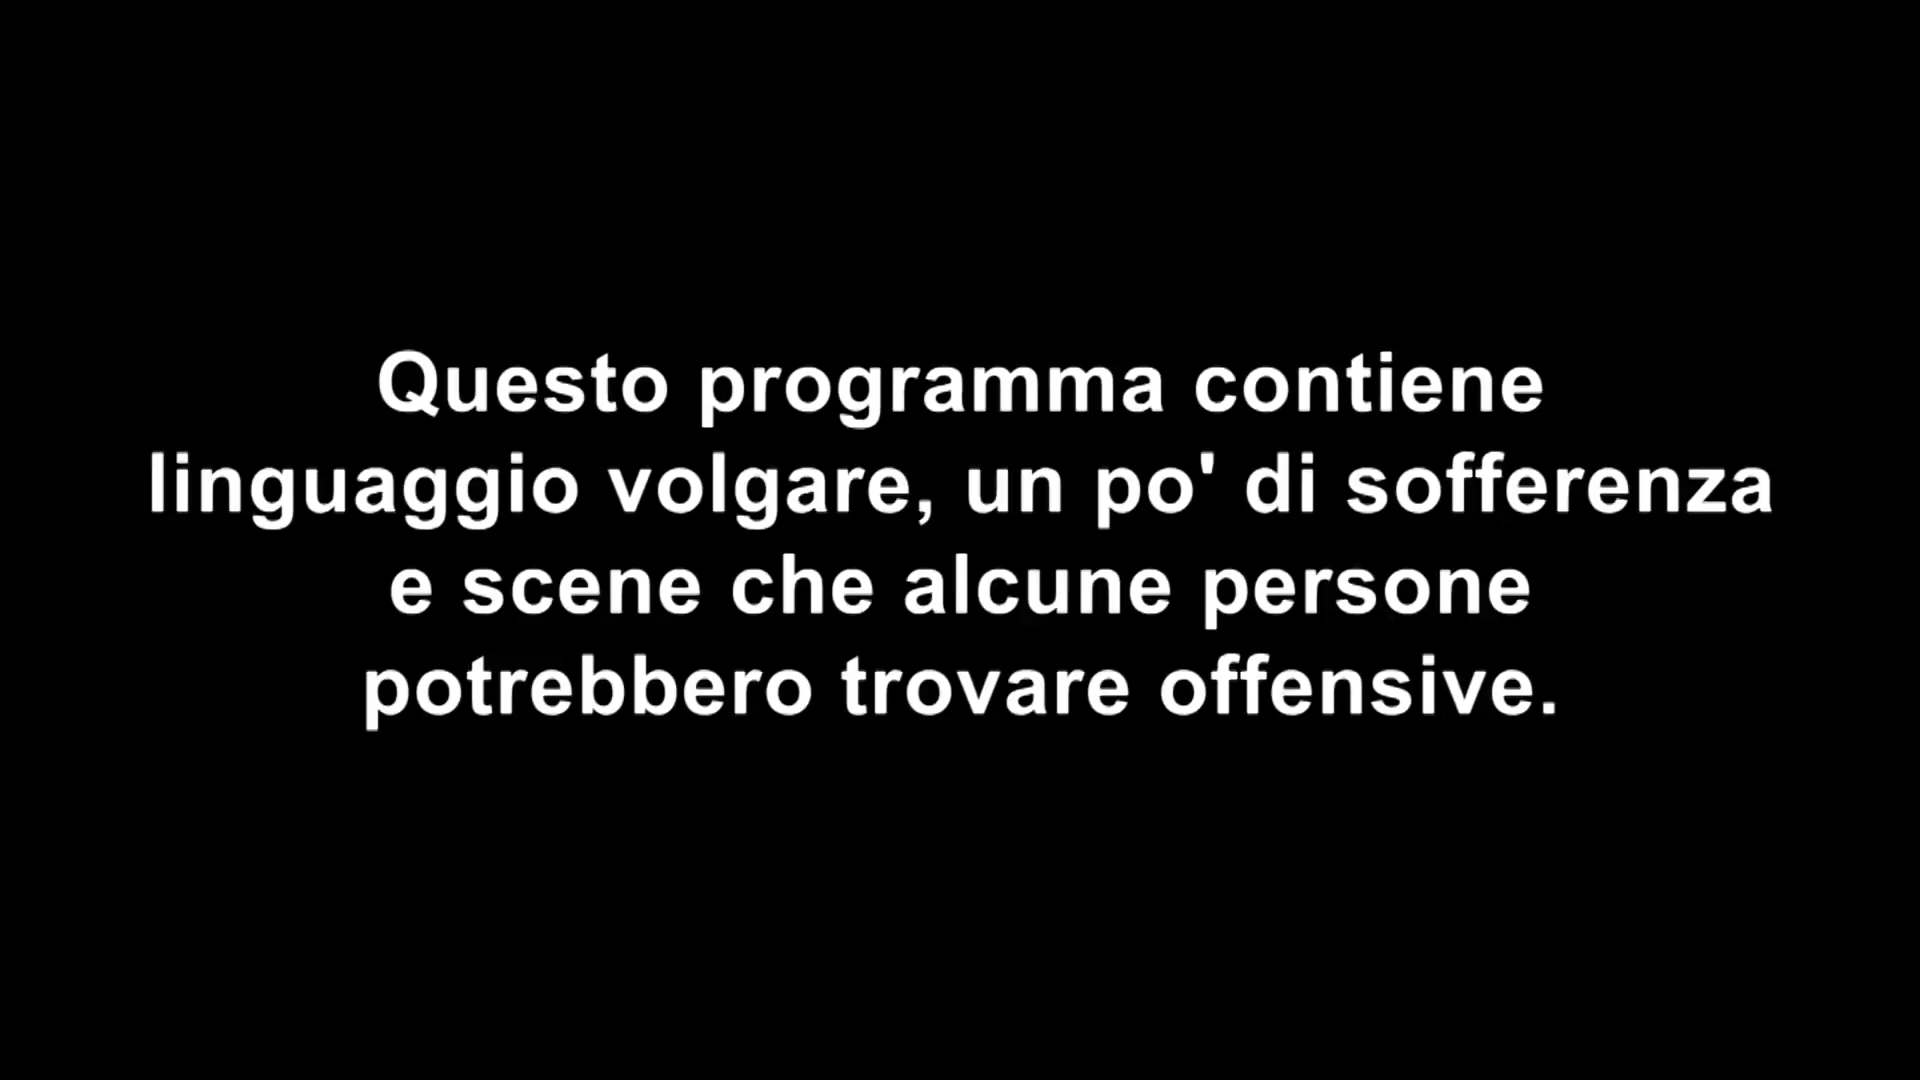 Questo programma contiene
linguaggio volgare, un po' di sofferenza
e scene che alcune persone
potrebbero trovare offensive.